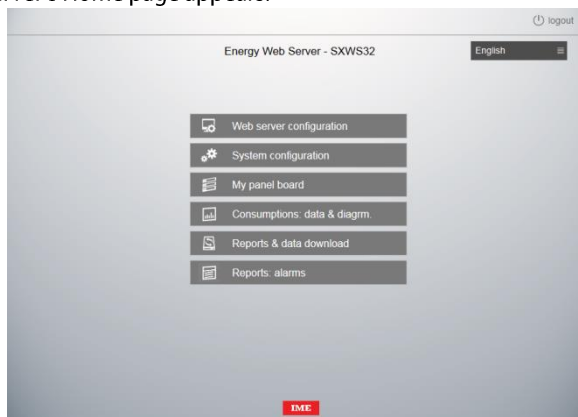 Home page appears.
logout
Energy Web Server - SXWS32
English
Web server configuration
System configuration
My panel board
Consumptions: data & diagrm.
Reports & data download
Reports: alarms
IME